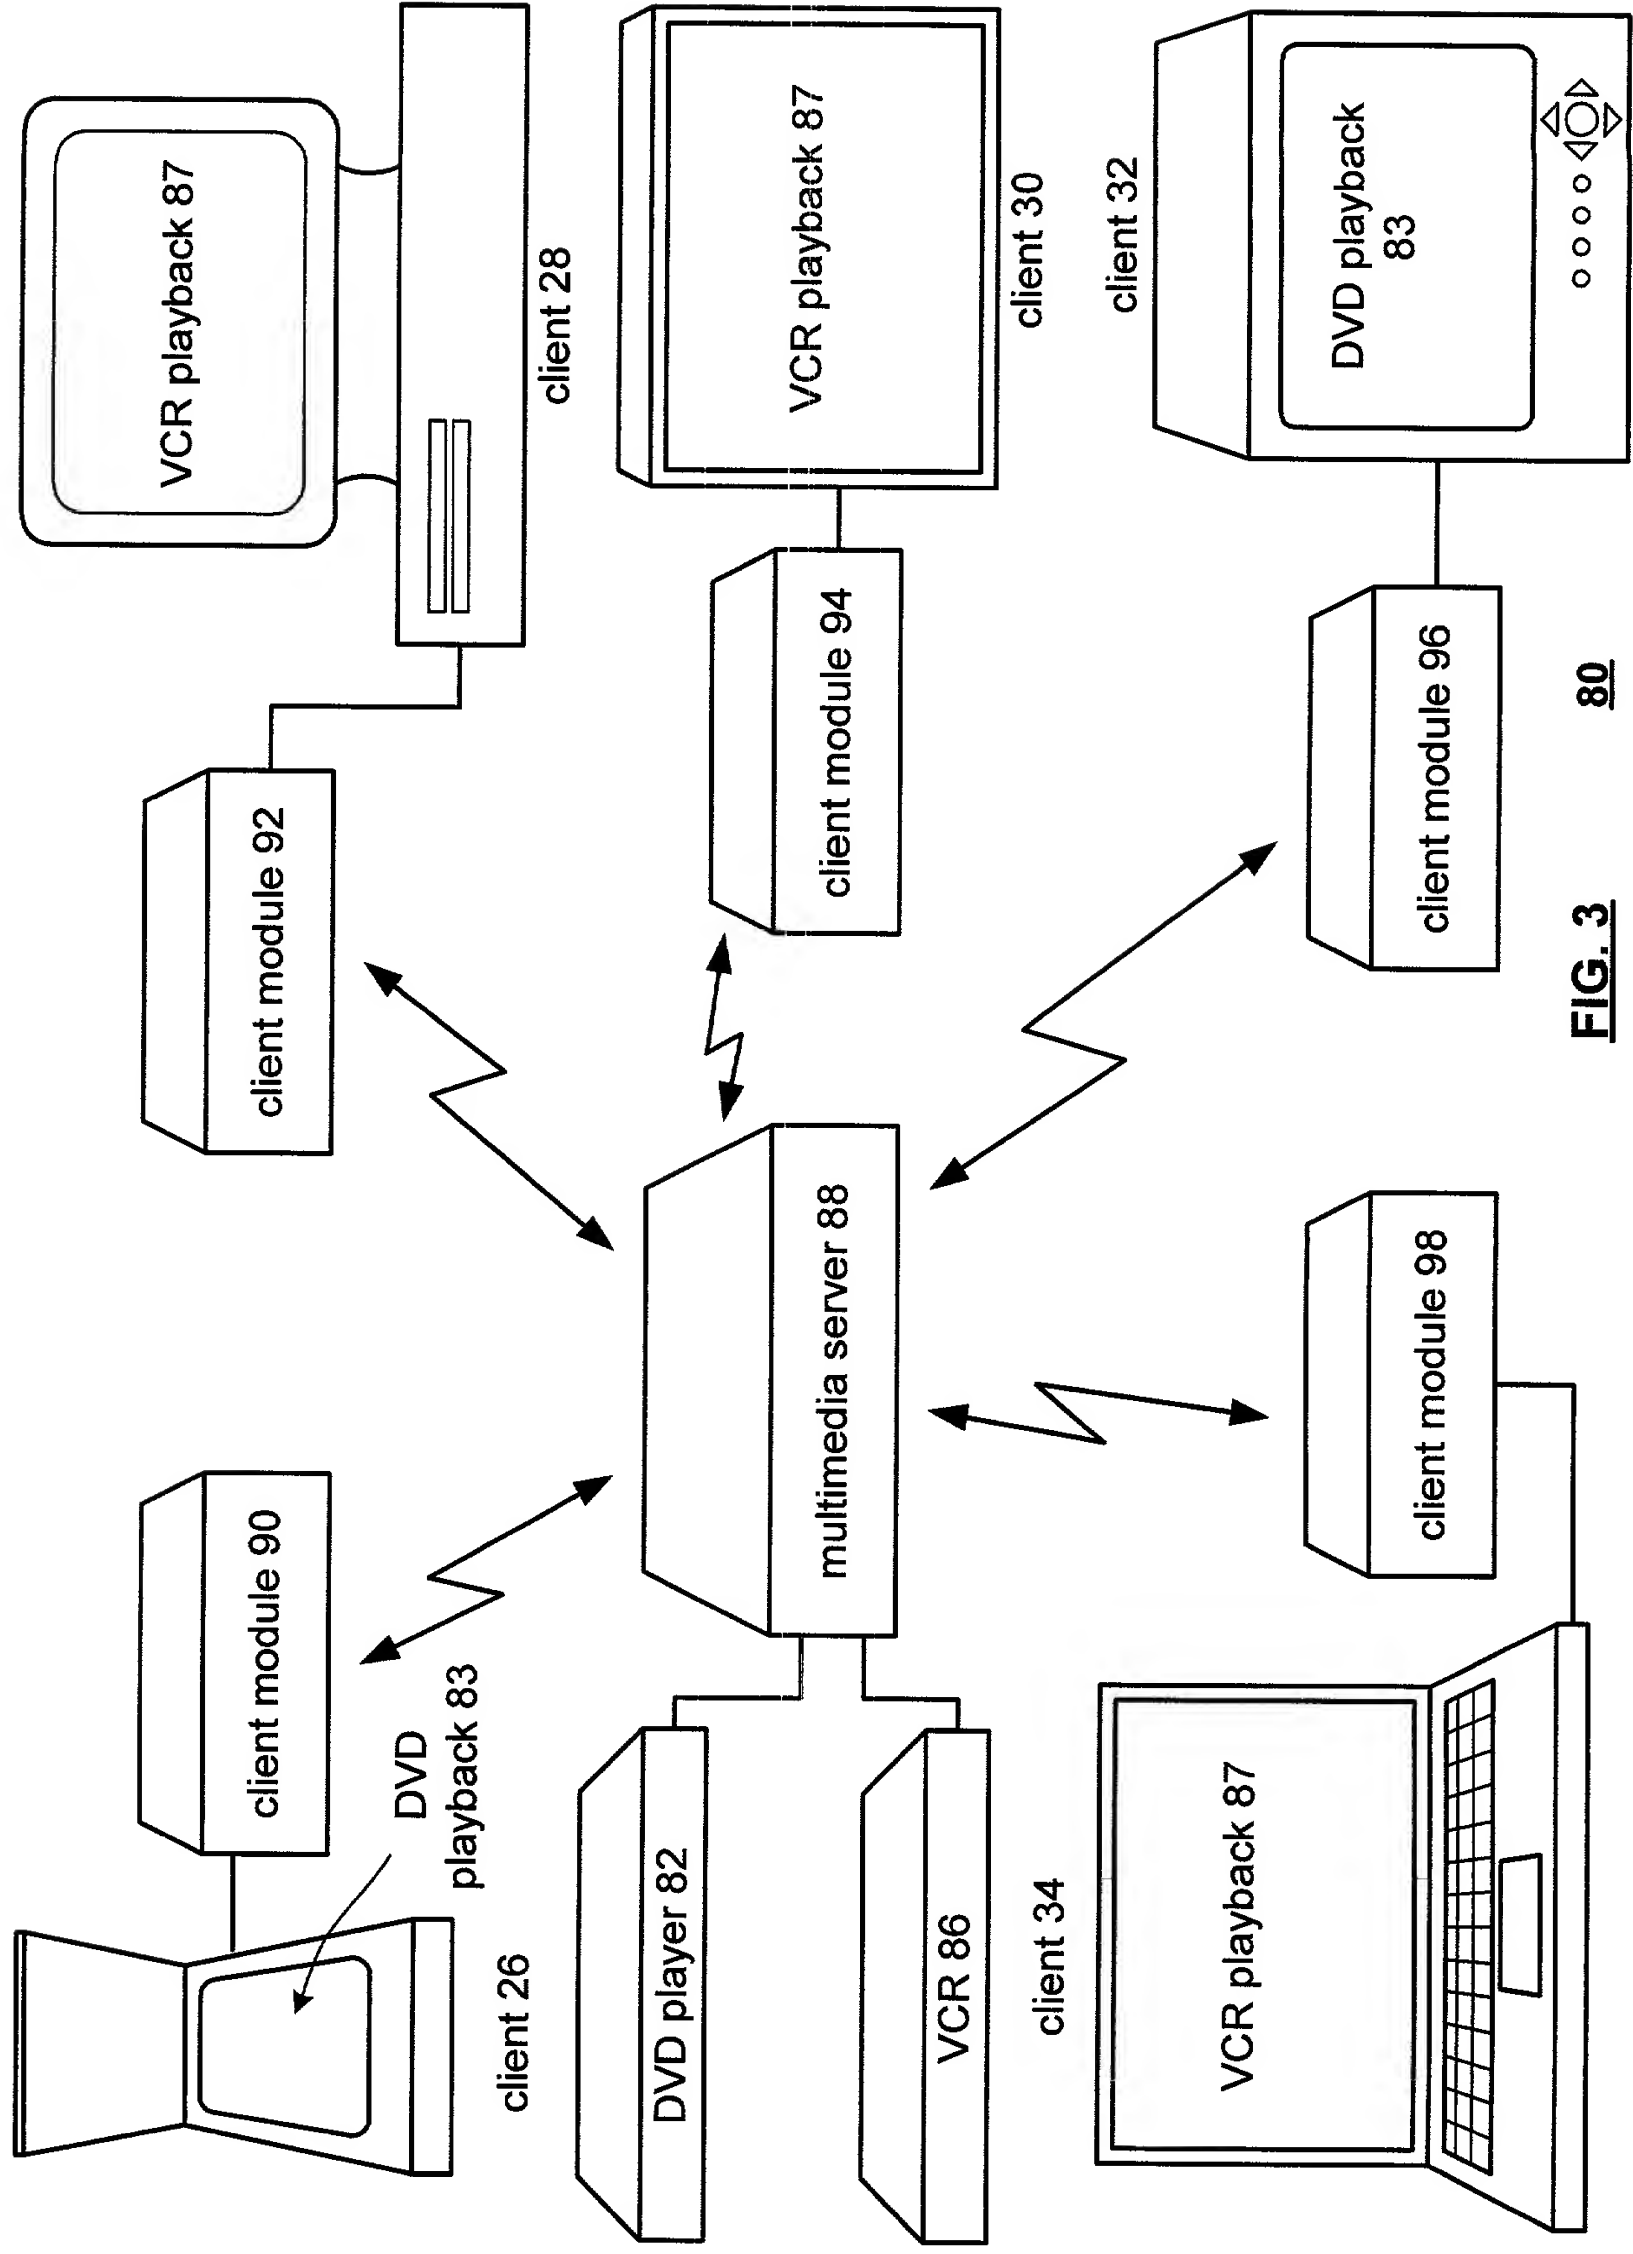 client module 90
client module 92
VCR playback 87
client 28
DVD
playback 83
client 26
DVD player 82
VCR 86
multimedia server 88
client module 94
VCR playback 87
client 30
client 34
VCR playback 87
client module 98
client module 96
client 32
DVD playback
83
FIG. 3
80